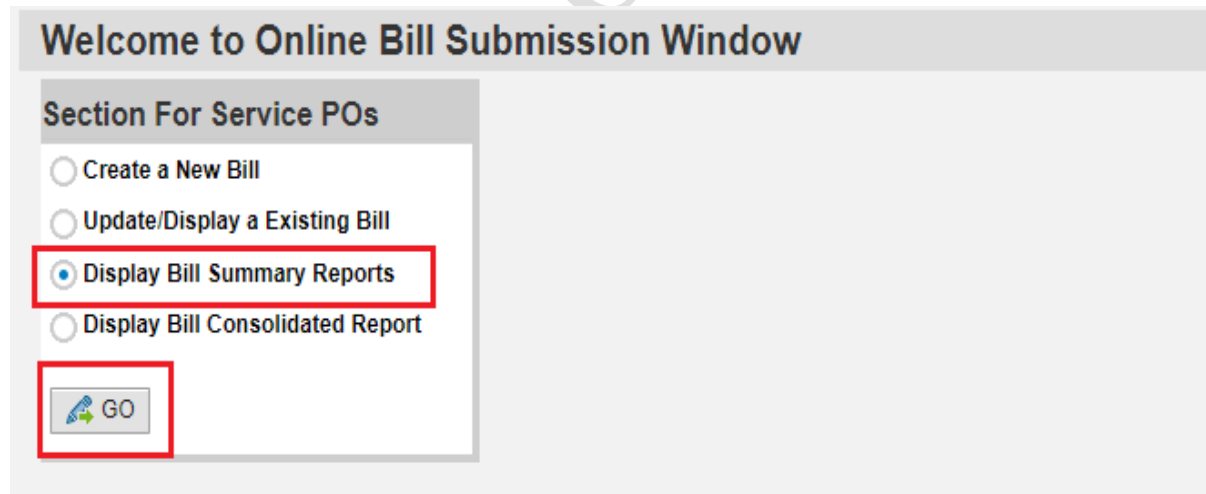 Welcome to Online Bill Submission Window
Section For Service POs
Create a New Bill
Update/Display a Existing Bill
Display Bill Summary Reports
Display Bill Consolidated Report
GO